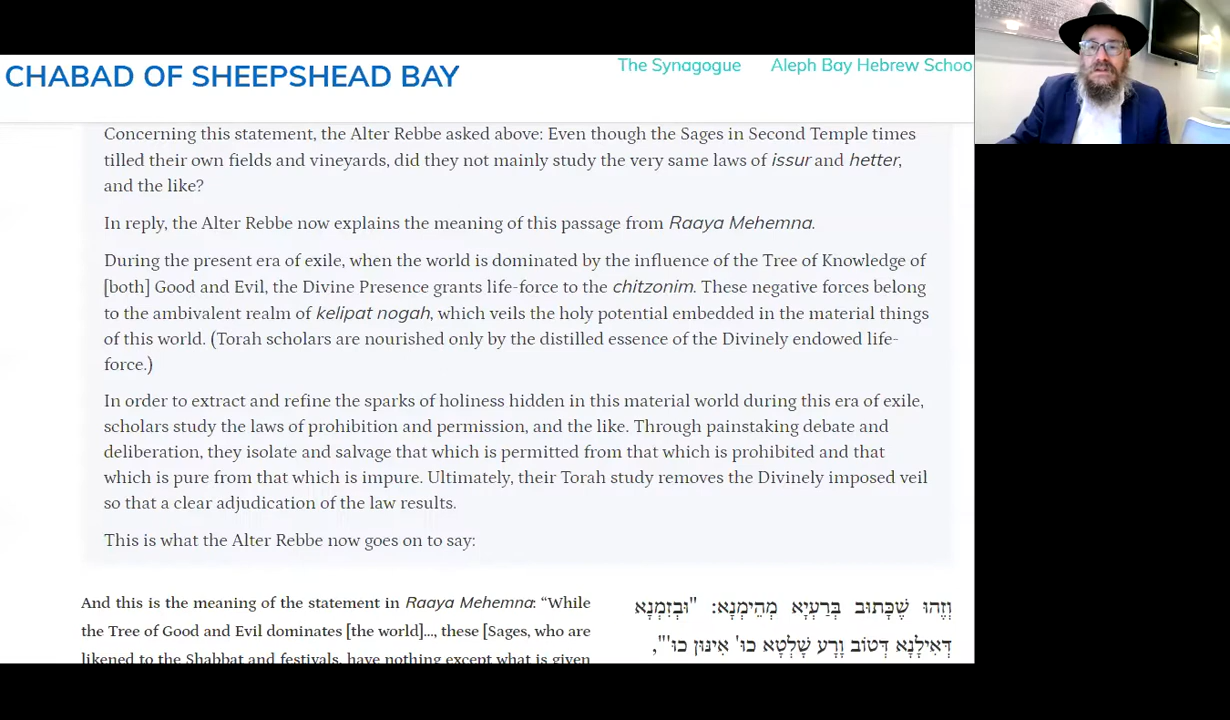 CHABAD OF SHEEPSHEAD BAY
The Synagogue Aleph Bay Hebrew Schoo
Concerning this statement, the Alter Rebbe asked above: Even though the Sages in Second Temple times
tilled their own fields and vineyards, did they not mainly study the very same laws of issur and hetter,
and the like?
In reply, the Alter Rebbe now explains the meaning of this passage from Raaya Mehemna.
During the present era of exile, when the world is dominated by the influence of the Tree of Knowledge of
[both] Good and Evil, the Divine Presence grants life-force to the chitzonim. These negative forces belong
to the ambivalent realm of kelipat nogah, which veils the holy potential embedded in the material things
of this world. (Torah scholars are nourished only by the distilled essence of the Divinely endowed life-
force.)
In order to extract and refine the sparks of holiness hidden in this material world during this era of exile,
scholars study the laws of prohibition and permission, and the like. Through painstaking debate and
deliberation, they isolate and salvage that which is permitted from that which is prohibited and that
which is pure from that which is impure. Ultimately, their Torah study removes the Divinely imposed veil
so that a clear adjudication of the law results.
This is what the Alter Rebbe now goes on to say:
And this is the meaning of the statement in Raaya Mehemna: “While
the Tree of Good and Evil dominates [the world]…, these [Sages, who are
likened to the Shabbat and festivals, have nothing except what is given
וְזֶהוּ שֶׁכָּתוּב בְּרַעְיָא מְהֵימְנָא: "וּבְזִמְנָא
דְּאִילָנָא דְּטוֹב וָרָע שָׁלְטָא כוּ' אִינּוּן כוּ'",